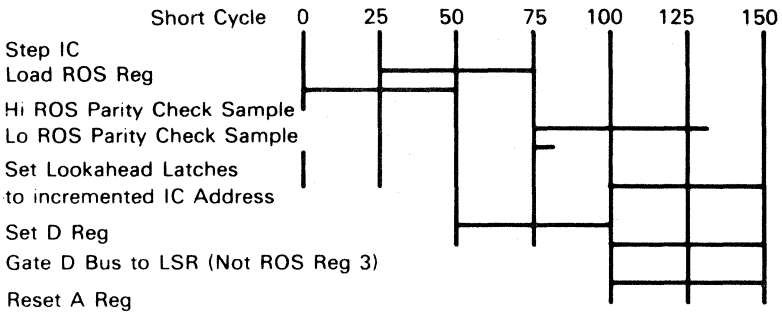 Short Cycle 0 25 50 75 100 125 150
Step IC
Load ROS Reg
Hi ROS Parity Check Sample
Lo ROS Parity Check Sample
Set Lookahead Latches
to incremented IC Address
Set D Reg
Gate D Bus to LSR (Not ROS Reg 3)
Reset A Reg